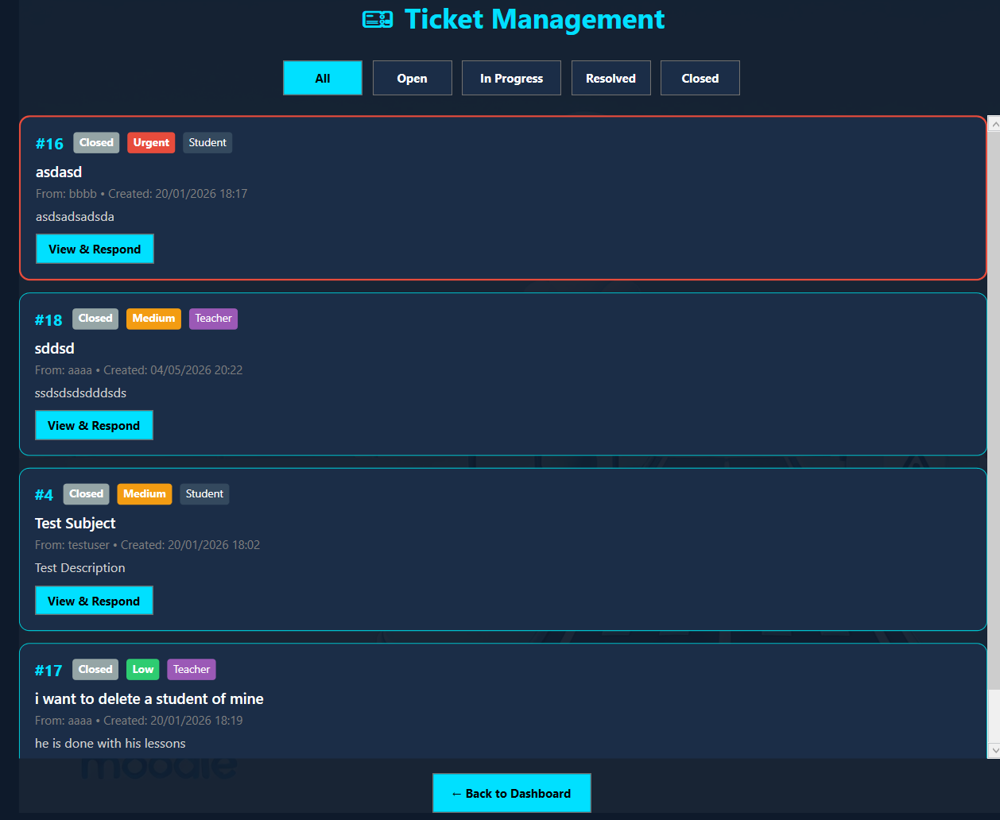 Ticket Management
All Open In Progress Resolved Closed
#16 Closed Urgent Student
asdasd
From: bbbb • Created: 20/01/2026 18:17
asdsadsadsda
View & Respond
#18 Closed Medium Teacher
sddsd
From: aaaa • Created: 04/05/2026 20:22
ssdsdsdsdddsds
View & Respond
#4 Closed Medium Student
Test Subject
From: testuser • Created: 20/01/2026 18:02
Test Description
View & Respond
#17 Closed Low Teacher
i want to delete a student of mine
From: aaaa • Created: 20/01/2026 18:19
he is done with his lessons
moodle
← Back to Dashboard